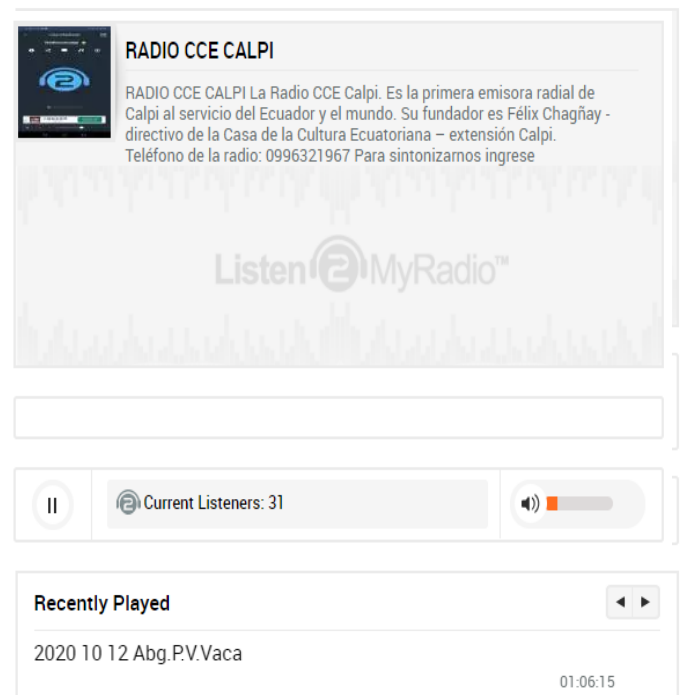 RADIO CCE CALPI
RADIO CCE CALPI La Radio CCE Calpi. Es la primera emisora radial de
Calpi al servicio del Ecuador y el mundo. Su fundador es Félix Chagñay -
directivo de la Casa de la Cultura Ecuatoriana – extensión Calpi.
Teléfono de la radio: 0996321967 Para sintonizarnos ingrese
Listen2MyRadio™
Current Listeners: 31
Recently Played
2020 10 12 Abg.P.V.Vaca
01:06:15